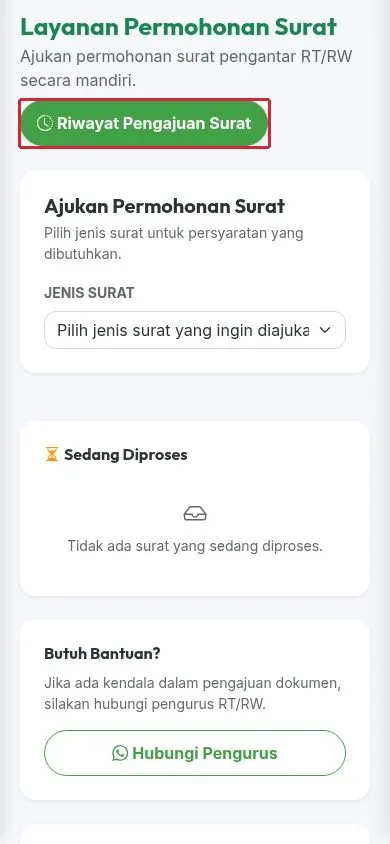 Layanan Permohonan Surat
Ajukan permohonan surat pengantar RT/RW
secara mandiri.
Riwayat Pengajuan Surat
Ajukan Permohonan Surat
Pilih jenis surat untuk persyaratan yang
dibutuhkan.
JENIS SURAT
Pilih jenis surat yang ingin diajuka
Sedang Diproses
Tidak ada surat yang sedang diproses.
Butuh Bantuan?
Jika ada kendala dalam pengajuan dokumen,
silakan hubungi pengurus RT/RW.
Hubungi Pengurus